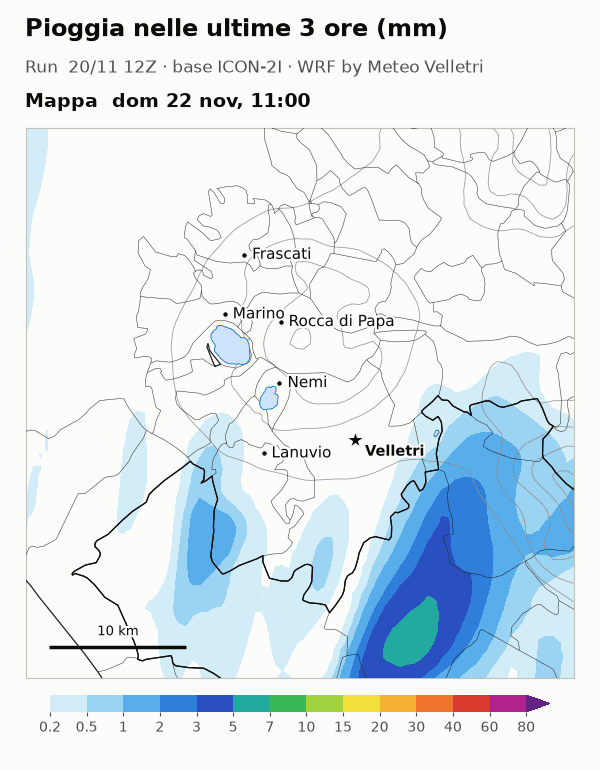 Pioggia nelle ultime 3 ore (mm)
Run  20/11 12Z · base ICON-2I · WRF by Meteo Velletri
Mappa  dom 22 nov, 11:00
Frascati
Marino
Rocca di Papa
Nemi
Velletri
Lanuvio
10 km
0.2 0.5 1 2 3 5 7 10 15 20 30 40 60 80